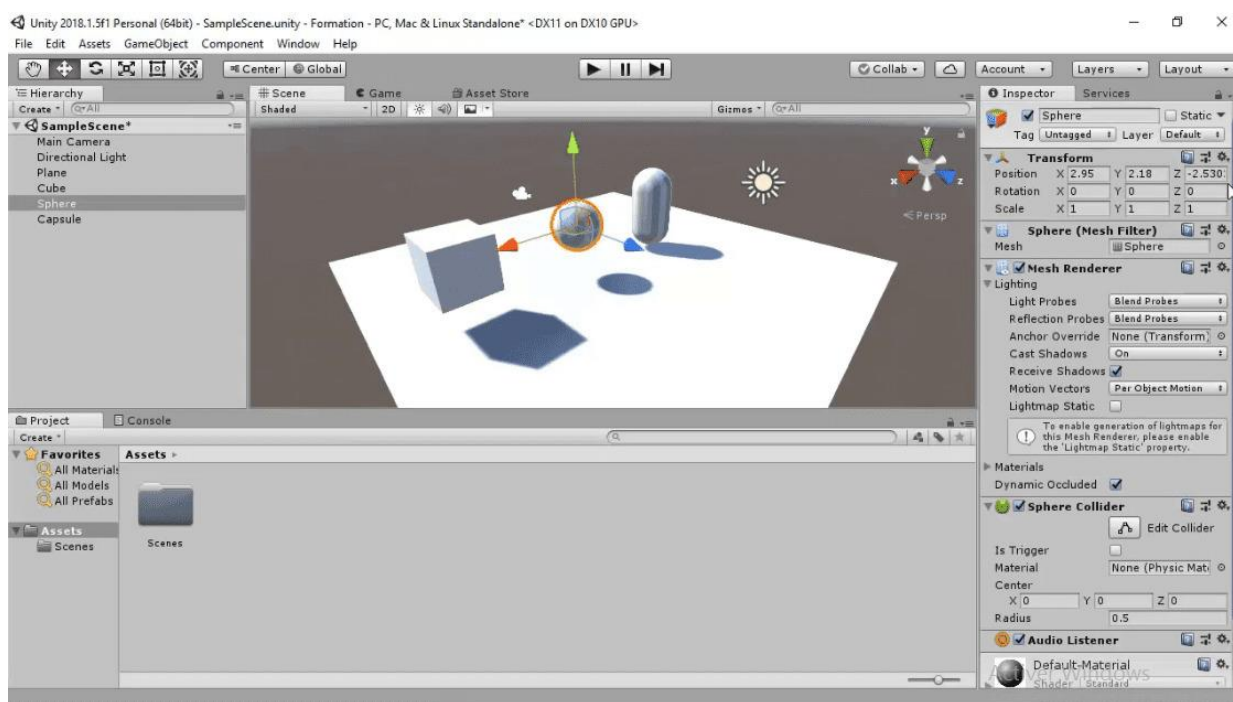 Unity 2018.1.5f1 Personal (64bit) - SampleScene.unity - Formation - PC, Mac & Linux Standalone* <DX11 on DX10 GPU>
File Edit Assets GameObject Component Window Help
Center Global Collab Account Layers Layout
Hierarchy
Create All
SampleScene*
Main Camera
Directional Light
Plane
Cube
Sphere
Capsule
Scene Game Asset Store
Shaded 2D Gizmos All
y
x z
Persp
Inspector Services
Sphere Static
Tag Untagged Layer Default
Transform
Position X 2.95 Y 2.18 Z -2.530
Rotation X 0 Y 0 Z 0
Scale X 1 Y 1 Z 1
Sphere (Mesh Filter)
Mesh Sphere
Mesh Renderer
Lighting
Light Probes Blend Probes
Reflection Probes Blend Probes
Anchor Override None (Transform)
Cast Shadows On
Receive Shadows
Motion Vectors Per Object Motion
Lightmap Static
To enable generation of lightmaps for
this Mesh Renderer, please enable
the 'Lightmap Static' property.
Materials
Dynamic Occluded
Sphere Collider
Edit Collider
Is Trigger
Material None (Physic Mat
Center
X 0 Y 0 Z 0
Radius 0.5
Audio Listener
Default-Material
Shader Standard
Activer Windows
Project Console
Create
Favorites
All Materials
All Models
All Prefabs
Assets
Scenes
Assets
Scenes